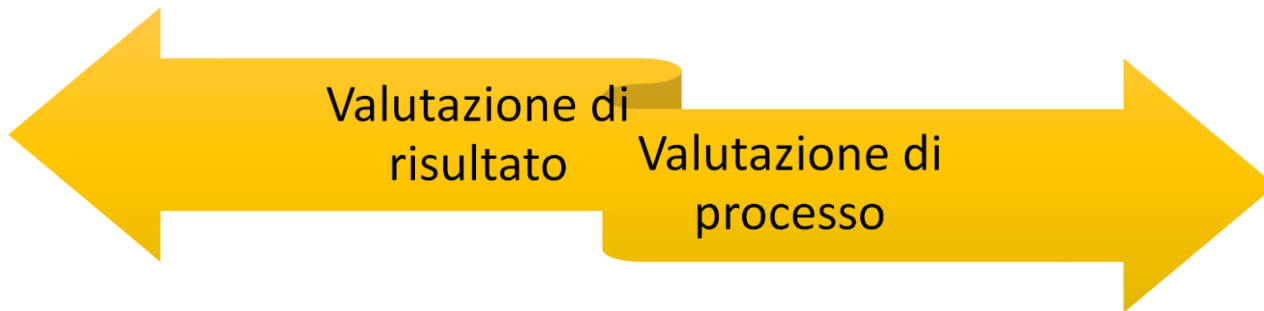 Valutazione di
risultato
Valutazione di
processo